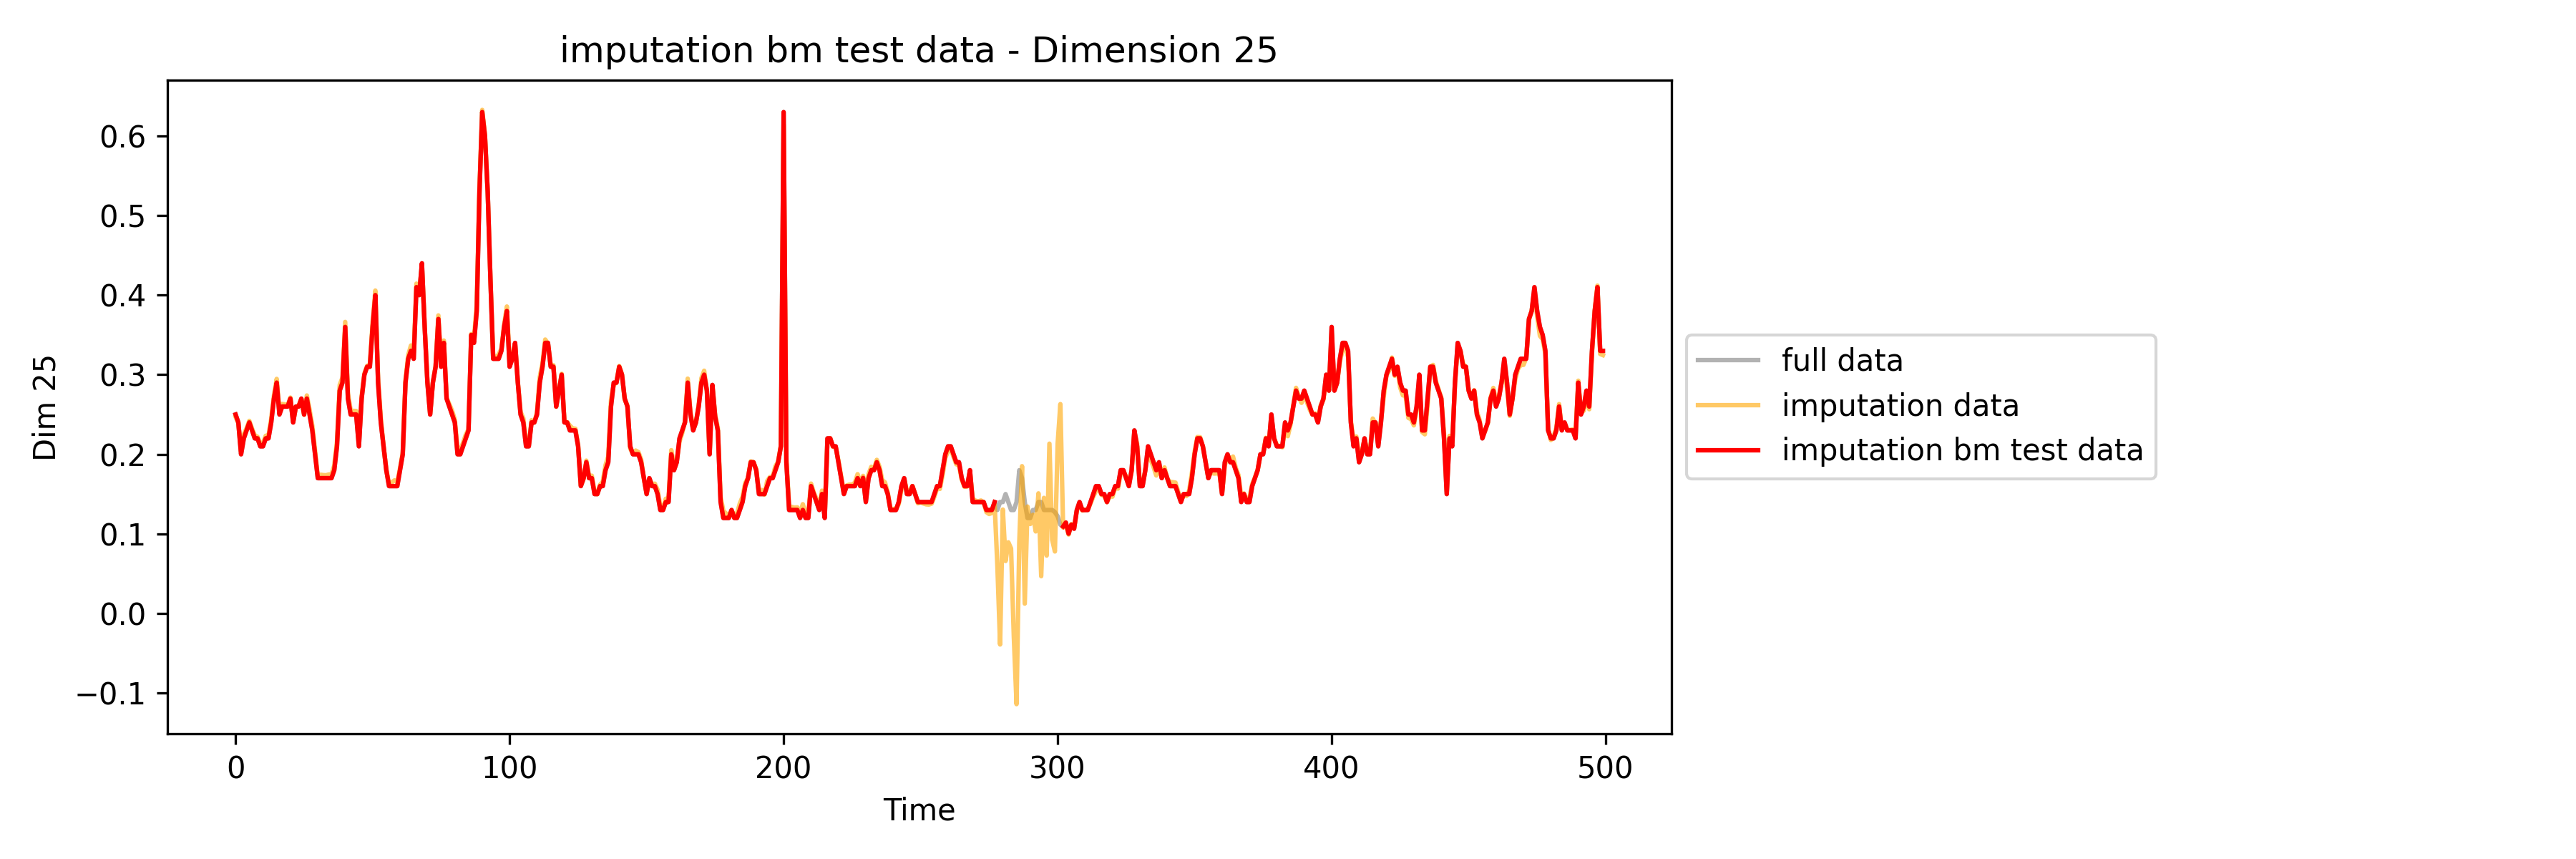 imputation bm test data - Dimension 25
0.6
0.5
0.4
0.3
0.2
0.1
0.0
−0.1
Dim 25
0 100 200 300 400 500
Time
full data
imputation data
imputation bm test data